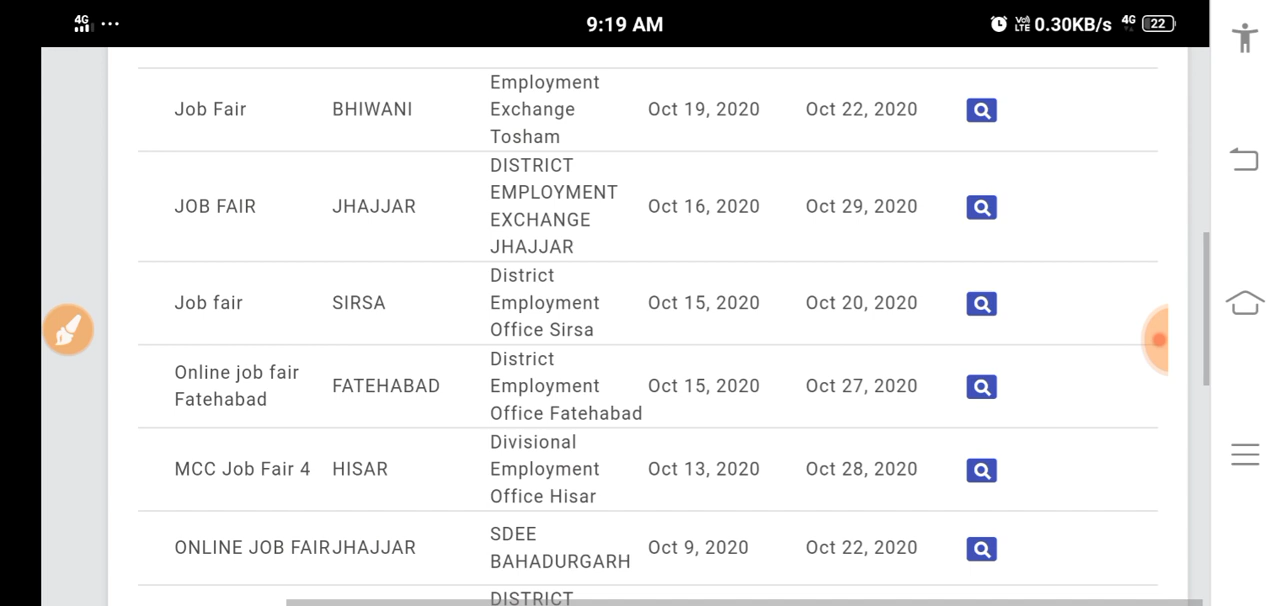 4G ... 9:19 AM Vo) LTE 0.30KB/s 4G 22
Employment
Job Fair BHIWANI Exchange Oct 19, 2020 Oct 22, 2020
Tosham
DISTRICT
EMPLOYMENT
JOB FAIR JHAJJAR EXCHANGE Oct 16, 2020 Oct 29, 2020
JHAJJAR
District
Job fair SIRSA Employment Oct 15, 2020 Oct 20, 2020
Office Sirsa
Online job fair District
Fatehabad FATEHABAD Employment Oct 15, 2020 Oct 27, 2020
Office Fatehabad
Divisional
MCC Job Fair 4 HISAR Employment Oct 13, 2020 Oct 28, 2020
Office Hisar
ONLINE JOB FAIR JHAJJAR SDEE Oct 9, 2020 Oct 22, 2020
BAHADURGARH
DISTRICT